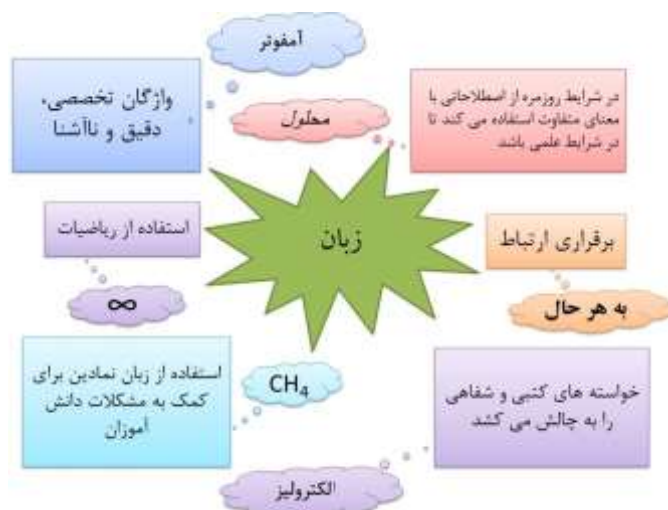 آمفوتر
واژگان تخصصی،
دقیق و ناآشنا
در شرایط روزمره از اصطلاحاتی با
معنای متفاوت استفاده می کند تا
در شرایط علمی باشد
محلول
زبان
استفاده از ریاضیات
∞
برقراری ارتباط
به هر حال
استفاده از زبان نمادین برای
کمک به مشکلات دانش
آموزان
CH₄
خواسته های کتبی و شفاهی
را به چالش می کشد
الکترولیز